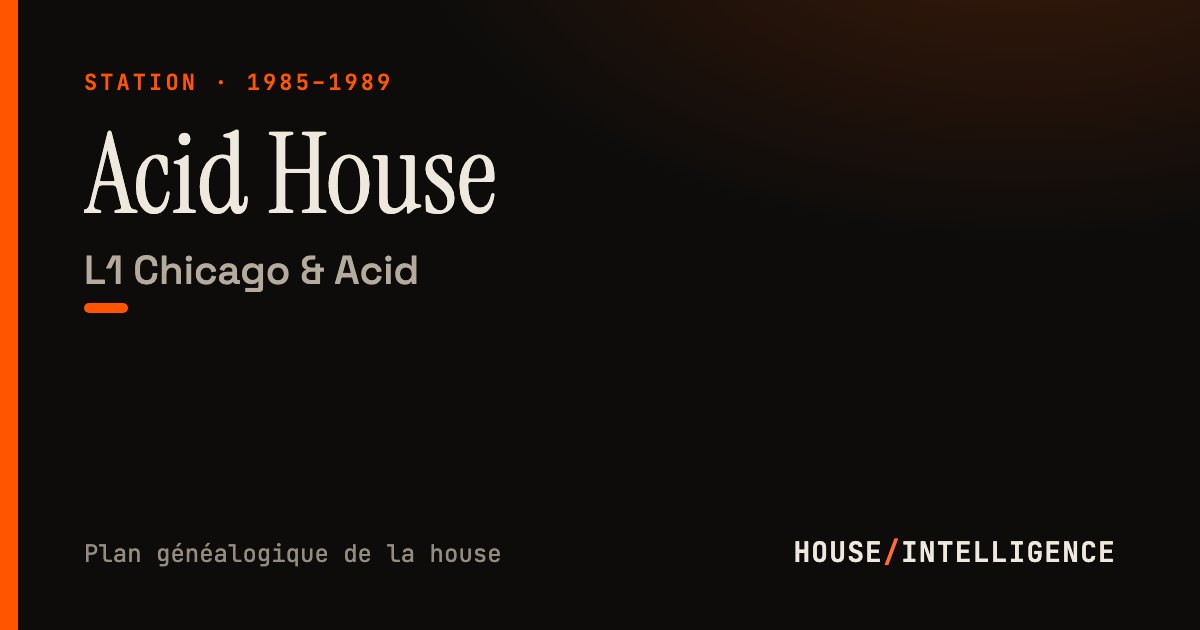 STATION · 1985–1989
Acid House
L1 Chicago & Acid
Plan généalogique de la house
HOUSE/INTELLIGENCE